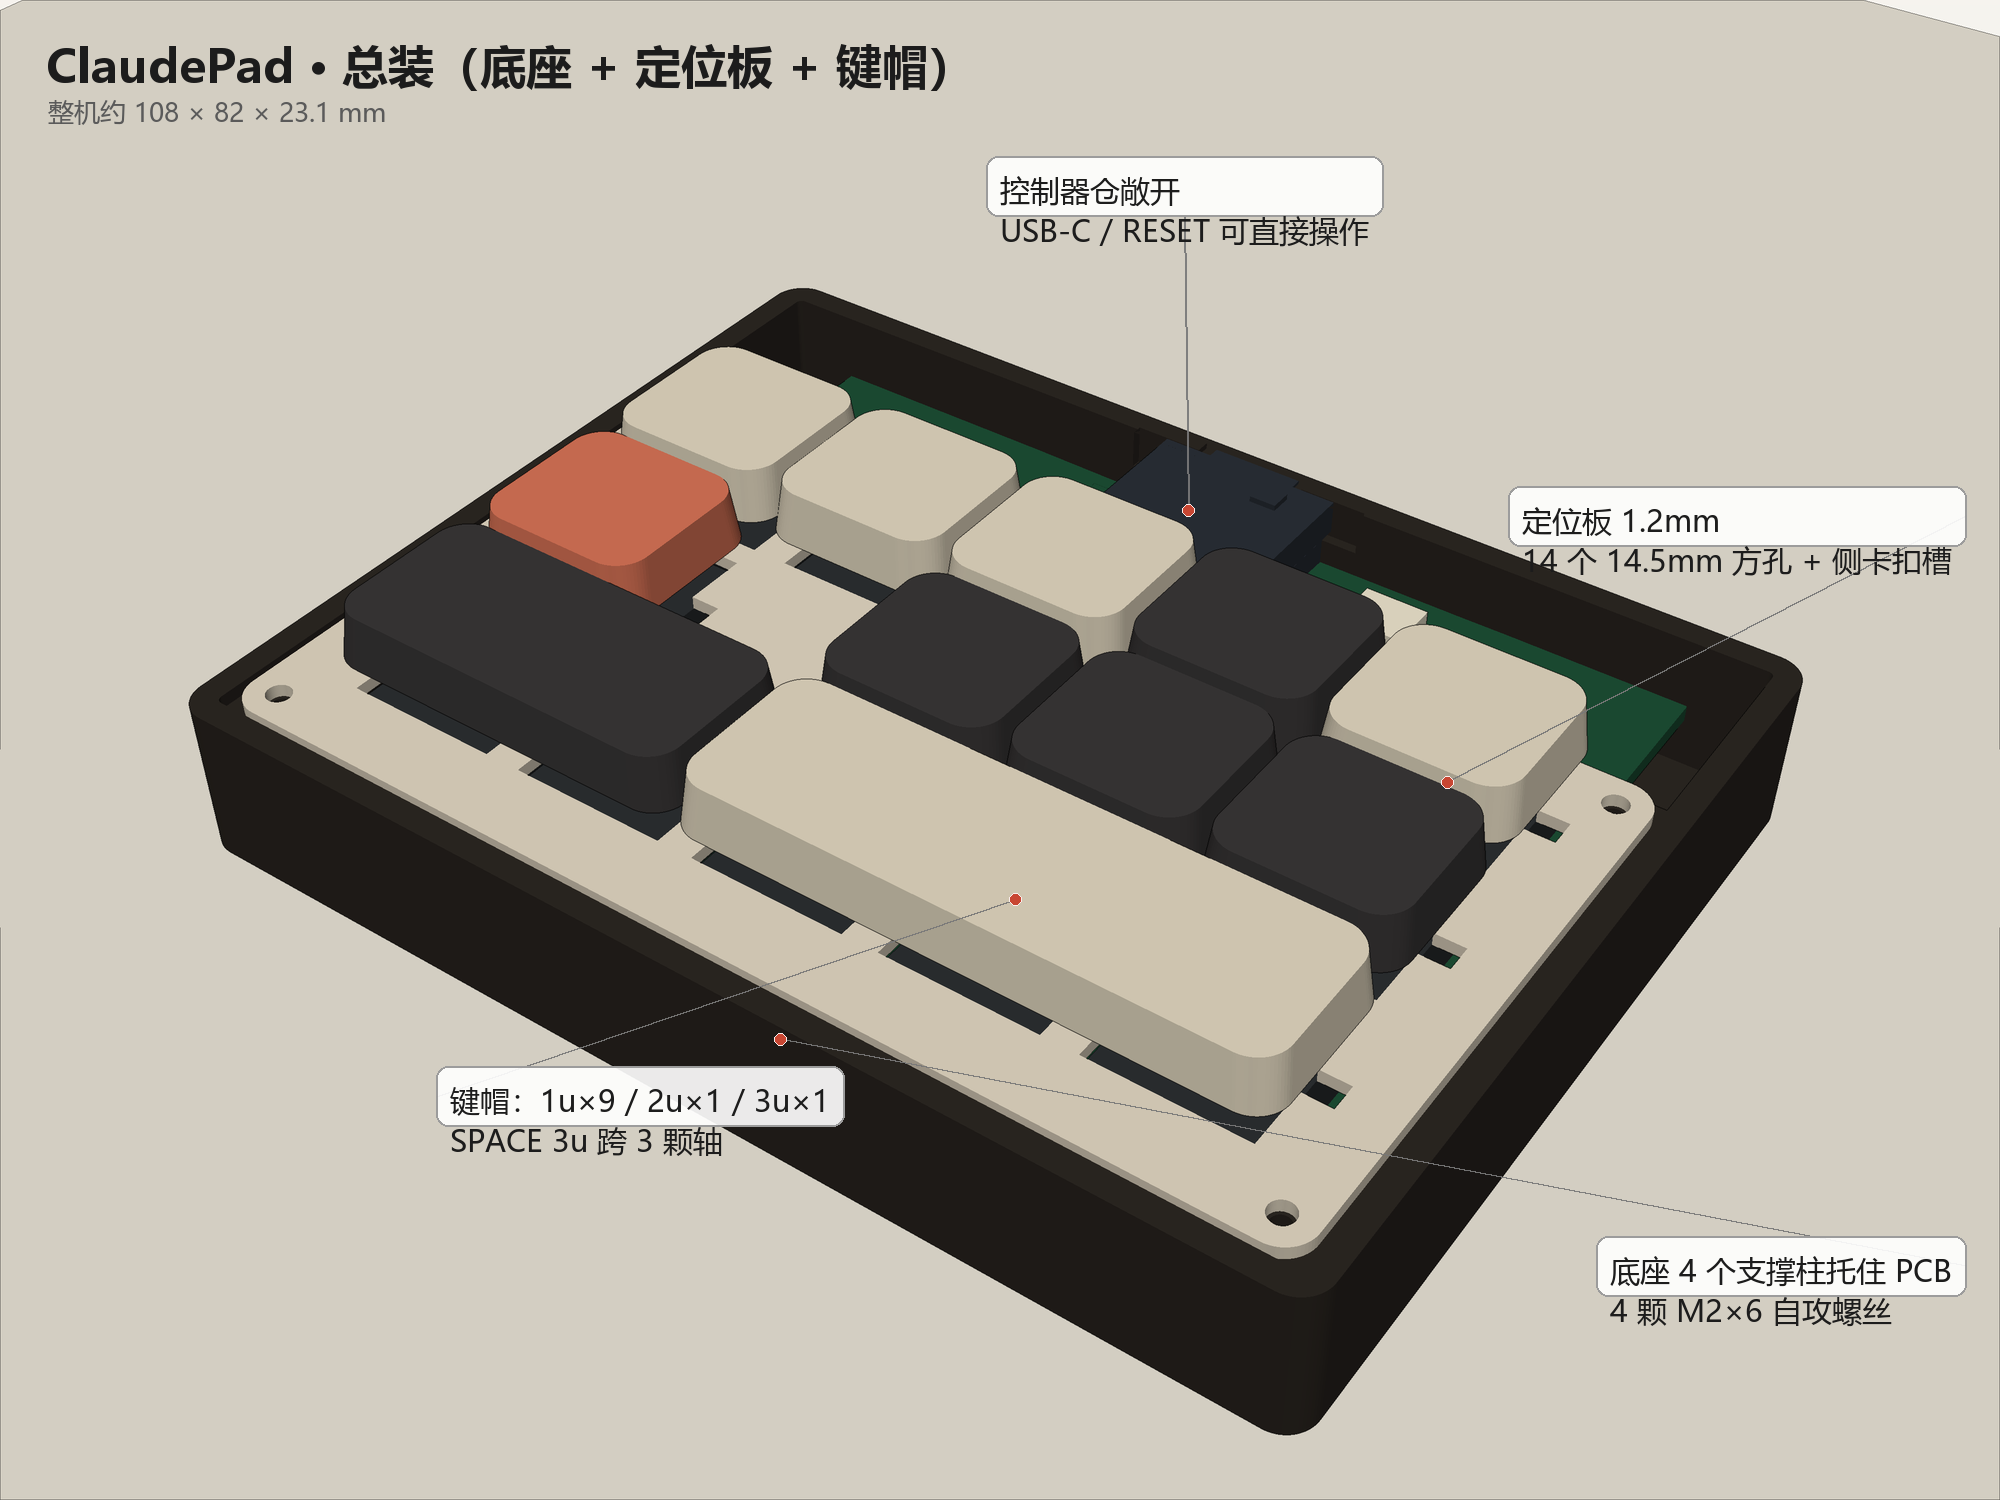 ClaudePad • 总装（底座 + 定位板 + 键帽）
整机约 108 × 82 × 23.1 mm
控制器仓敞开
USB-C / RESET 可直接操作
定位板 1.2mm
14 个 14.5mm 方孔 + 侧卡扣槽
键帽：1u×9 / 2u×1 / 3u×1
SPACE 3u 跨 3 颗轴
底座 4 个支撑柱托住 PCB
4 颗 M2×6 自攻螺丝